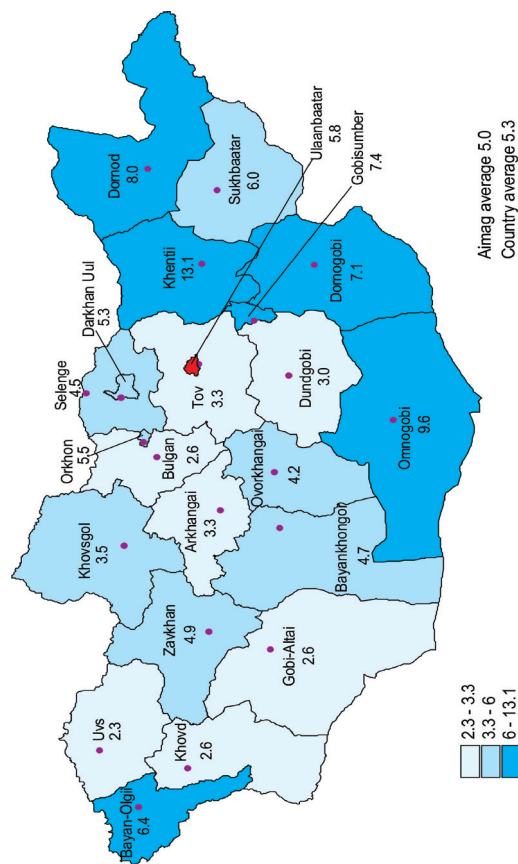 Bayan-Olgii
6.4
Uvs
2.3
Khovd
2.6
Zavkhan
4.9
Gobi-Altai
2.6
Khovsgol
3.5
Arkhangai
3.3
Bayankhongor
4.7
Orkhon
5.5
Bulgan
2.6
Ovorkhangai
4.2
Selenge
4.5
Darkhan Uul
5.3
Tov
3.3
Dundgobi
3.0
Omnogobi
9.6
Khentii
13.1
Dornogobi
7.1
Dornod
8.0
Sukhbaatar
6.0
Ulaanbaatar
5.8
Gobisumber
7.4
2.3 - 3.3
3.3 - 6
6 - 13.1
Aimag average 5.0
Country average 5.3